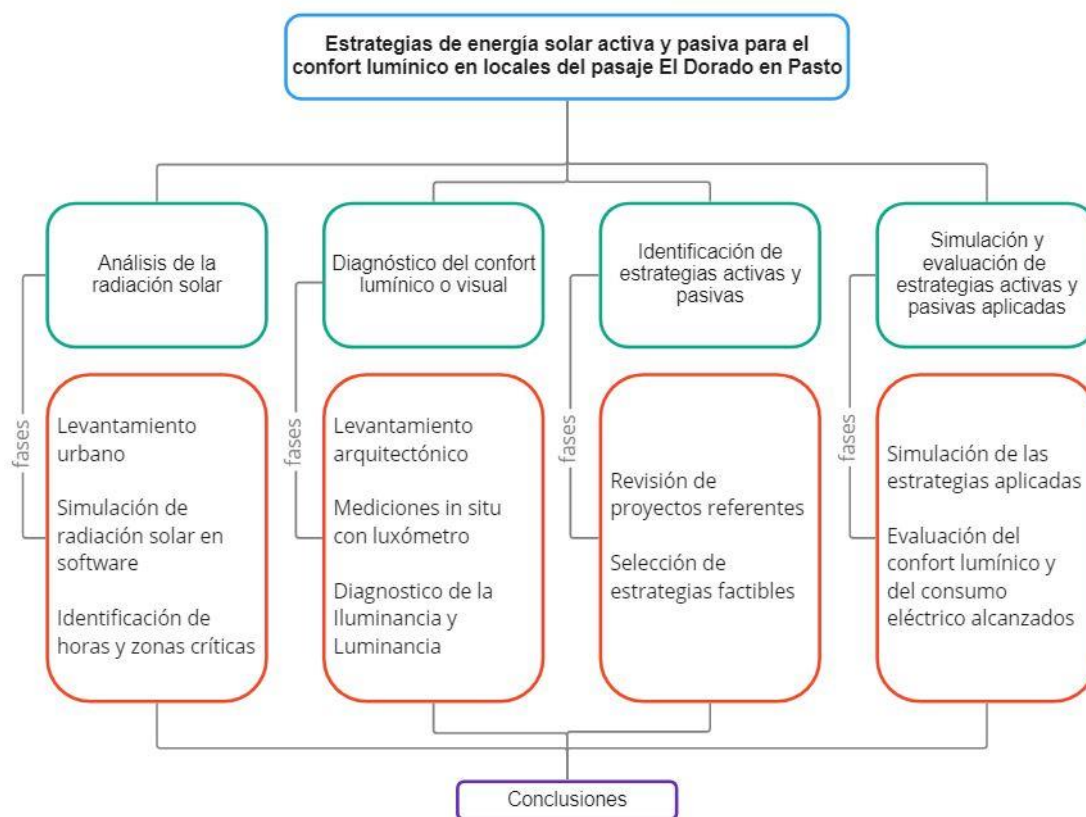 Estrategias de energía solar activa y pasiva para el
confort lumínico en locales del pasaje El Dorado en Pasto
Análisis de la
radiación solar
Diagnóstico del confort
lumínico o visual
Identificación de
estrategias activas y
pasivas
Simulación y
evaluación de
estrategias activas y
pasivas aplicadas
fases
Levantamiento
urbano
Simulación de
radiación solar en
software
Identificación de
horas y zonas críticas
fases
Levantamiento
arquitectónico
Mediciones in situ
con luxómetro
Diagnostico de la
Iluminancia y
Luminancia
fases
Revisión de
proyectos referentes
Selección de
estrategias factibles
fases
Simulación de las
estrategias aplicadas
Evaluación del
confort lumínico y
del consumo
eléctrico alcanzados
Conclusiones